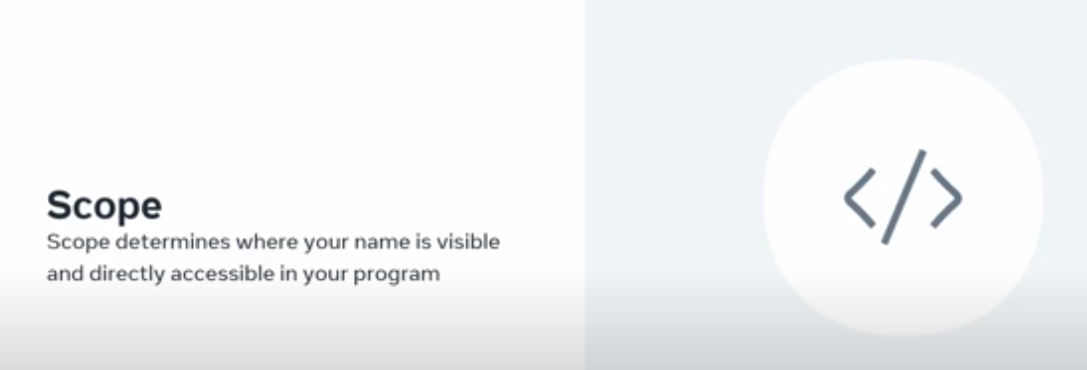 Scope
Scope determines where your name is visible
and directly accessible in your program